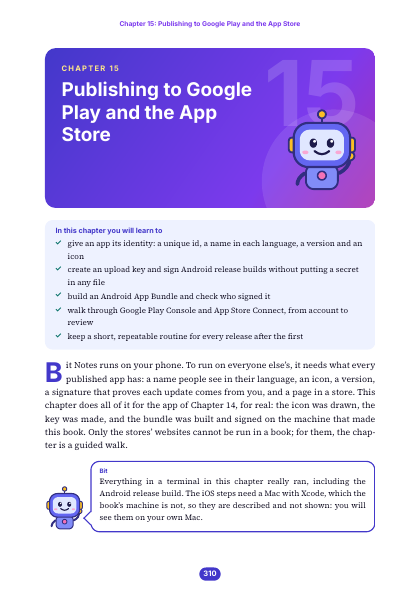 Chapter 15: Publishing to Google Play and the App Store
15
CHAPTER 15
Publishing to Google
Play and the App
Store
In this chapter you will learn to
give an app its identity: a unique id, a name in each language, a version and an
icon
create an upload key and sign Android release builds without putting a secret
in any file
build an Android App Bundle and check who signed it
walk through Google Play Console and App Store Connect, from account to
review
keep a short, repeatable routine for every release after the first
Bit Notes runs on your phone. To run on everyone else's, it needs what every
published app has: a name people see in their language, an icon, a version,
a signature that proves each update comes from you, and a page in a store. This
chapter does all of it for the app of Chapter 14, for real: the icon was drawn, the
key was made, and the bundle was built and signed on the machine that made
this book. Only the stores' websites cannot be run in a book; for them, the chap-
ter is a guided walk.
Bit
Everything in a terminal in this chapter really ran, including the
Android release build. The iOS steps need a Mac with Xcode, which the
book's machine is not, so they are described and not shown: you will
see them on your own Mac.
310